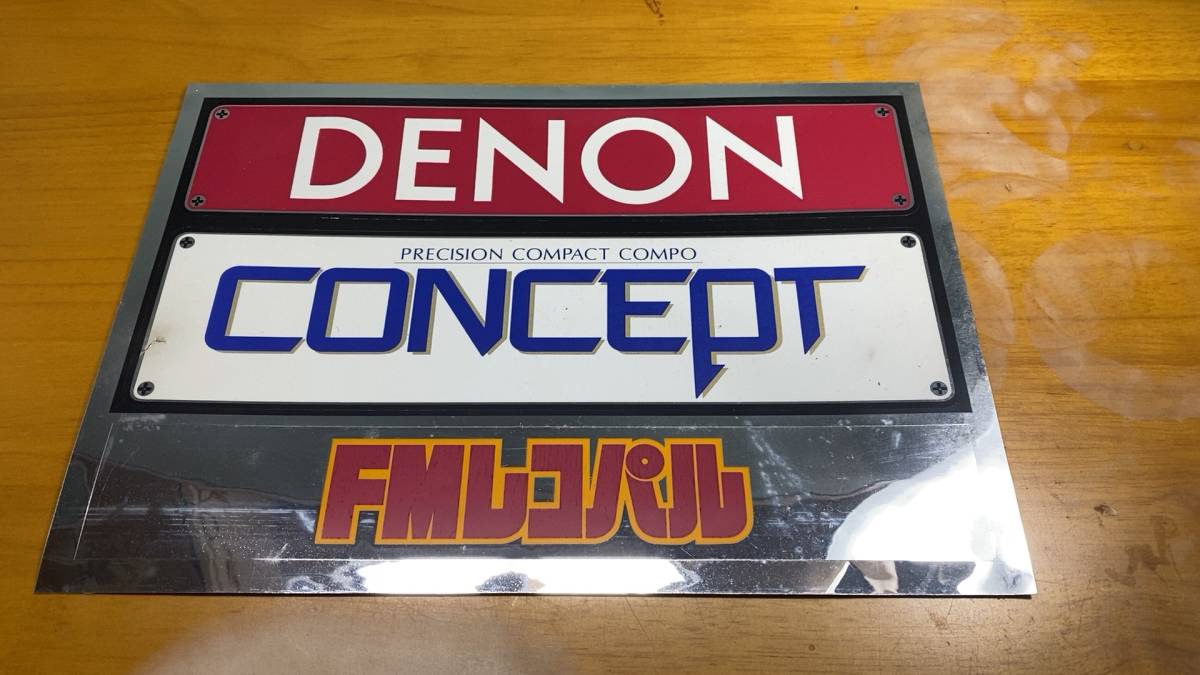 DENON
PRECISION COMPACT COMPO
CONCEPT
FMレコパル